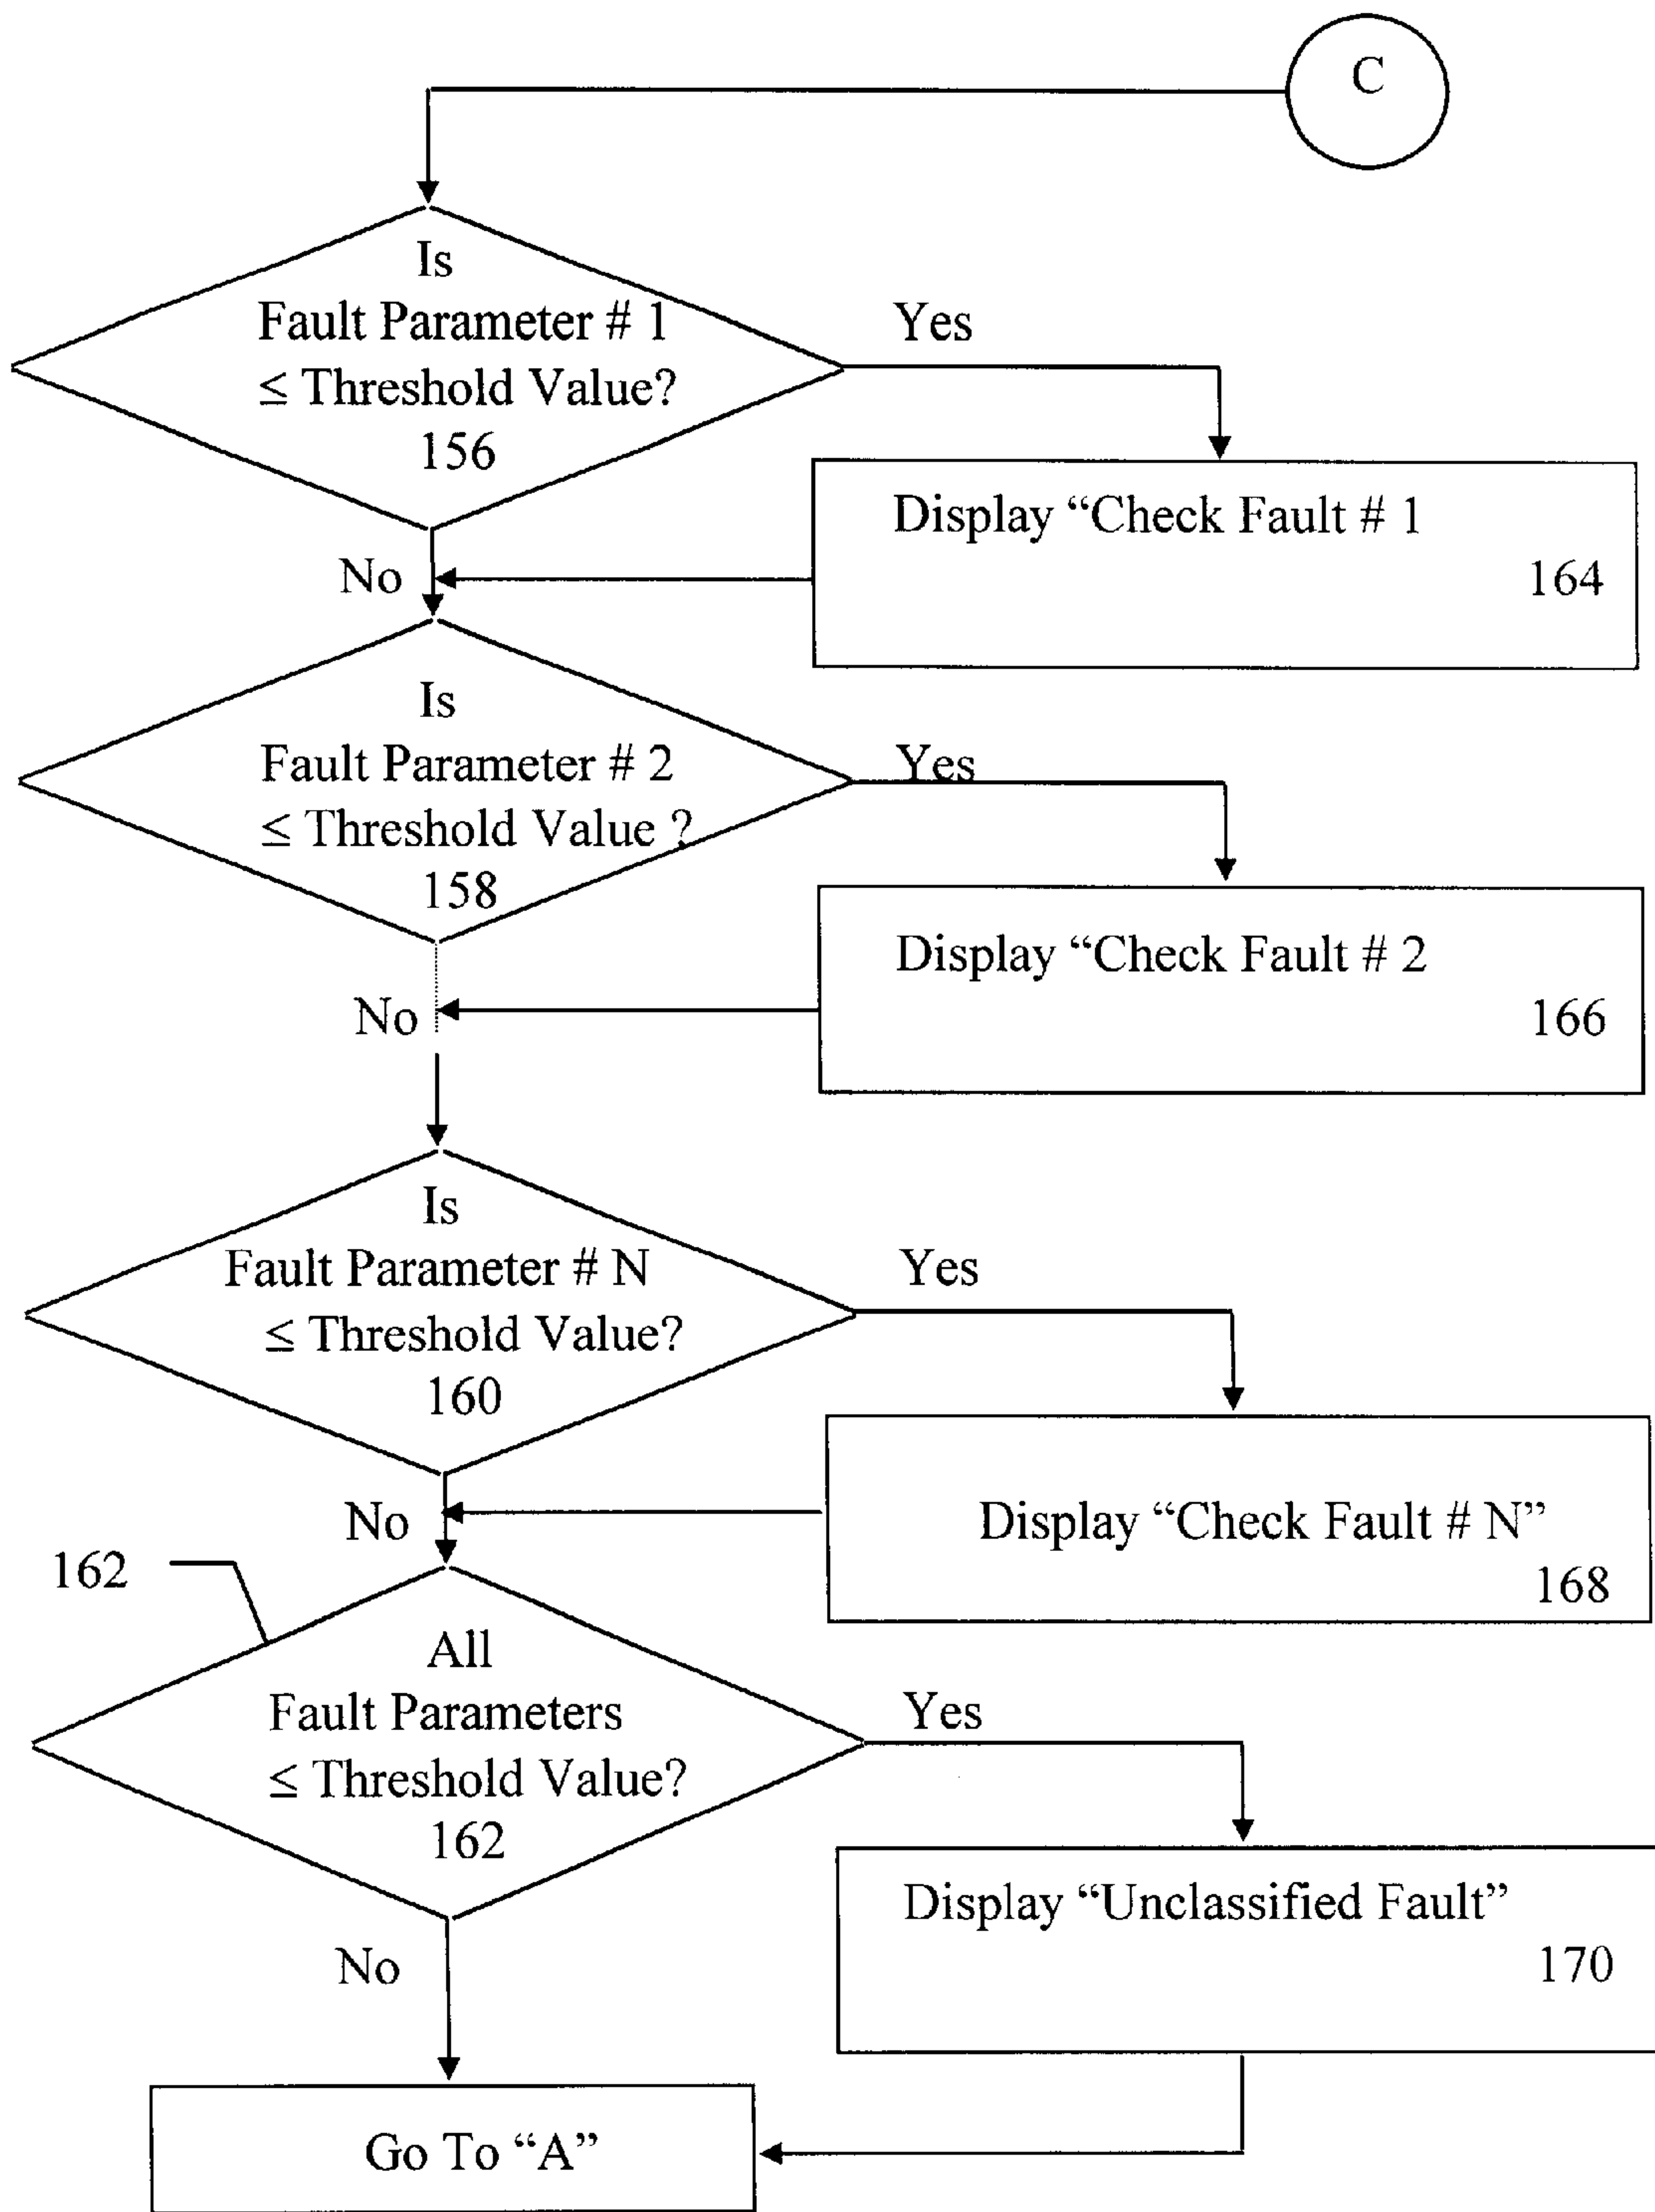 C
Is
Fault Parameter # 1
≤ Threshold Value?
156
Yes
Display “Check Fault # 1
164
No
Is
Fault Parameter # 2
≤ Threshold Value ?
158
Yes
Display “Check Fault # 2
166
No
Is
Fault Parameter # N
≤ Threshold Value?
160
Yes
Display “Check Fault # N”
168
No
162
All
Fault Parameters
≤ Threshold Value?
162
Yes
Display “Unclassified Fault”
170
No
Go To “A”